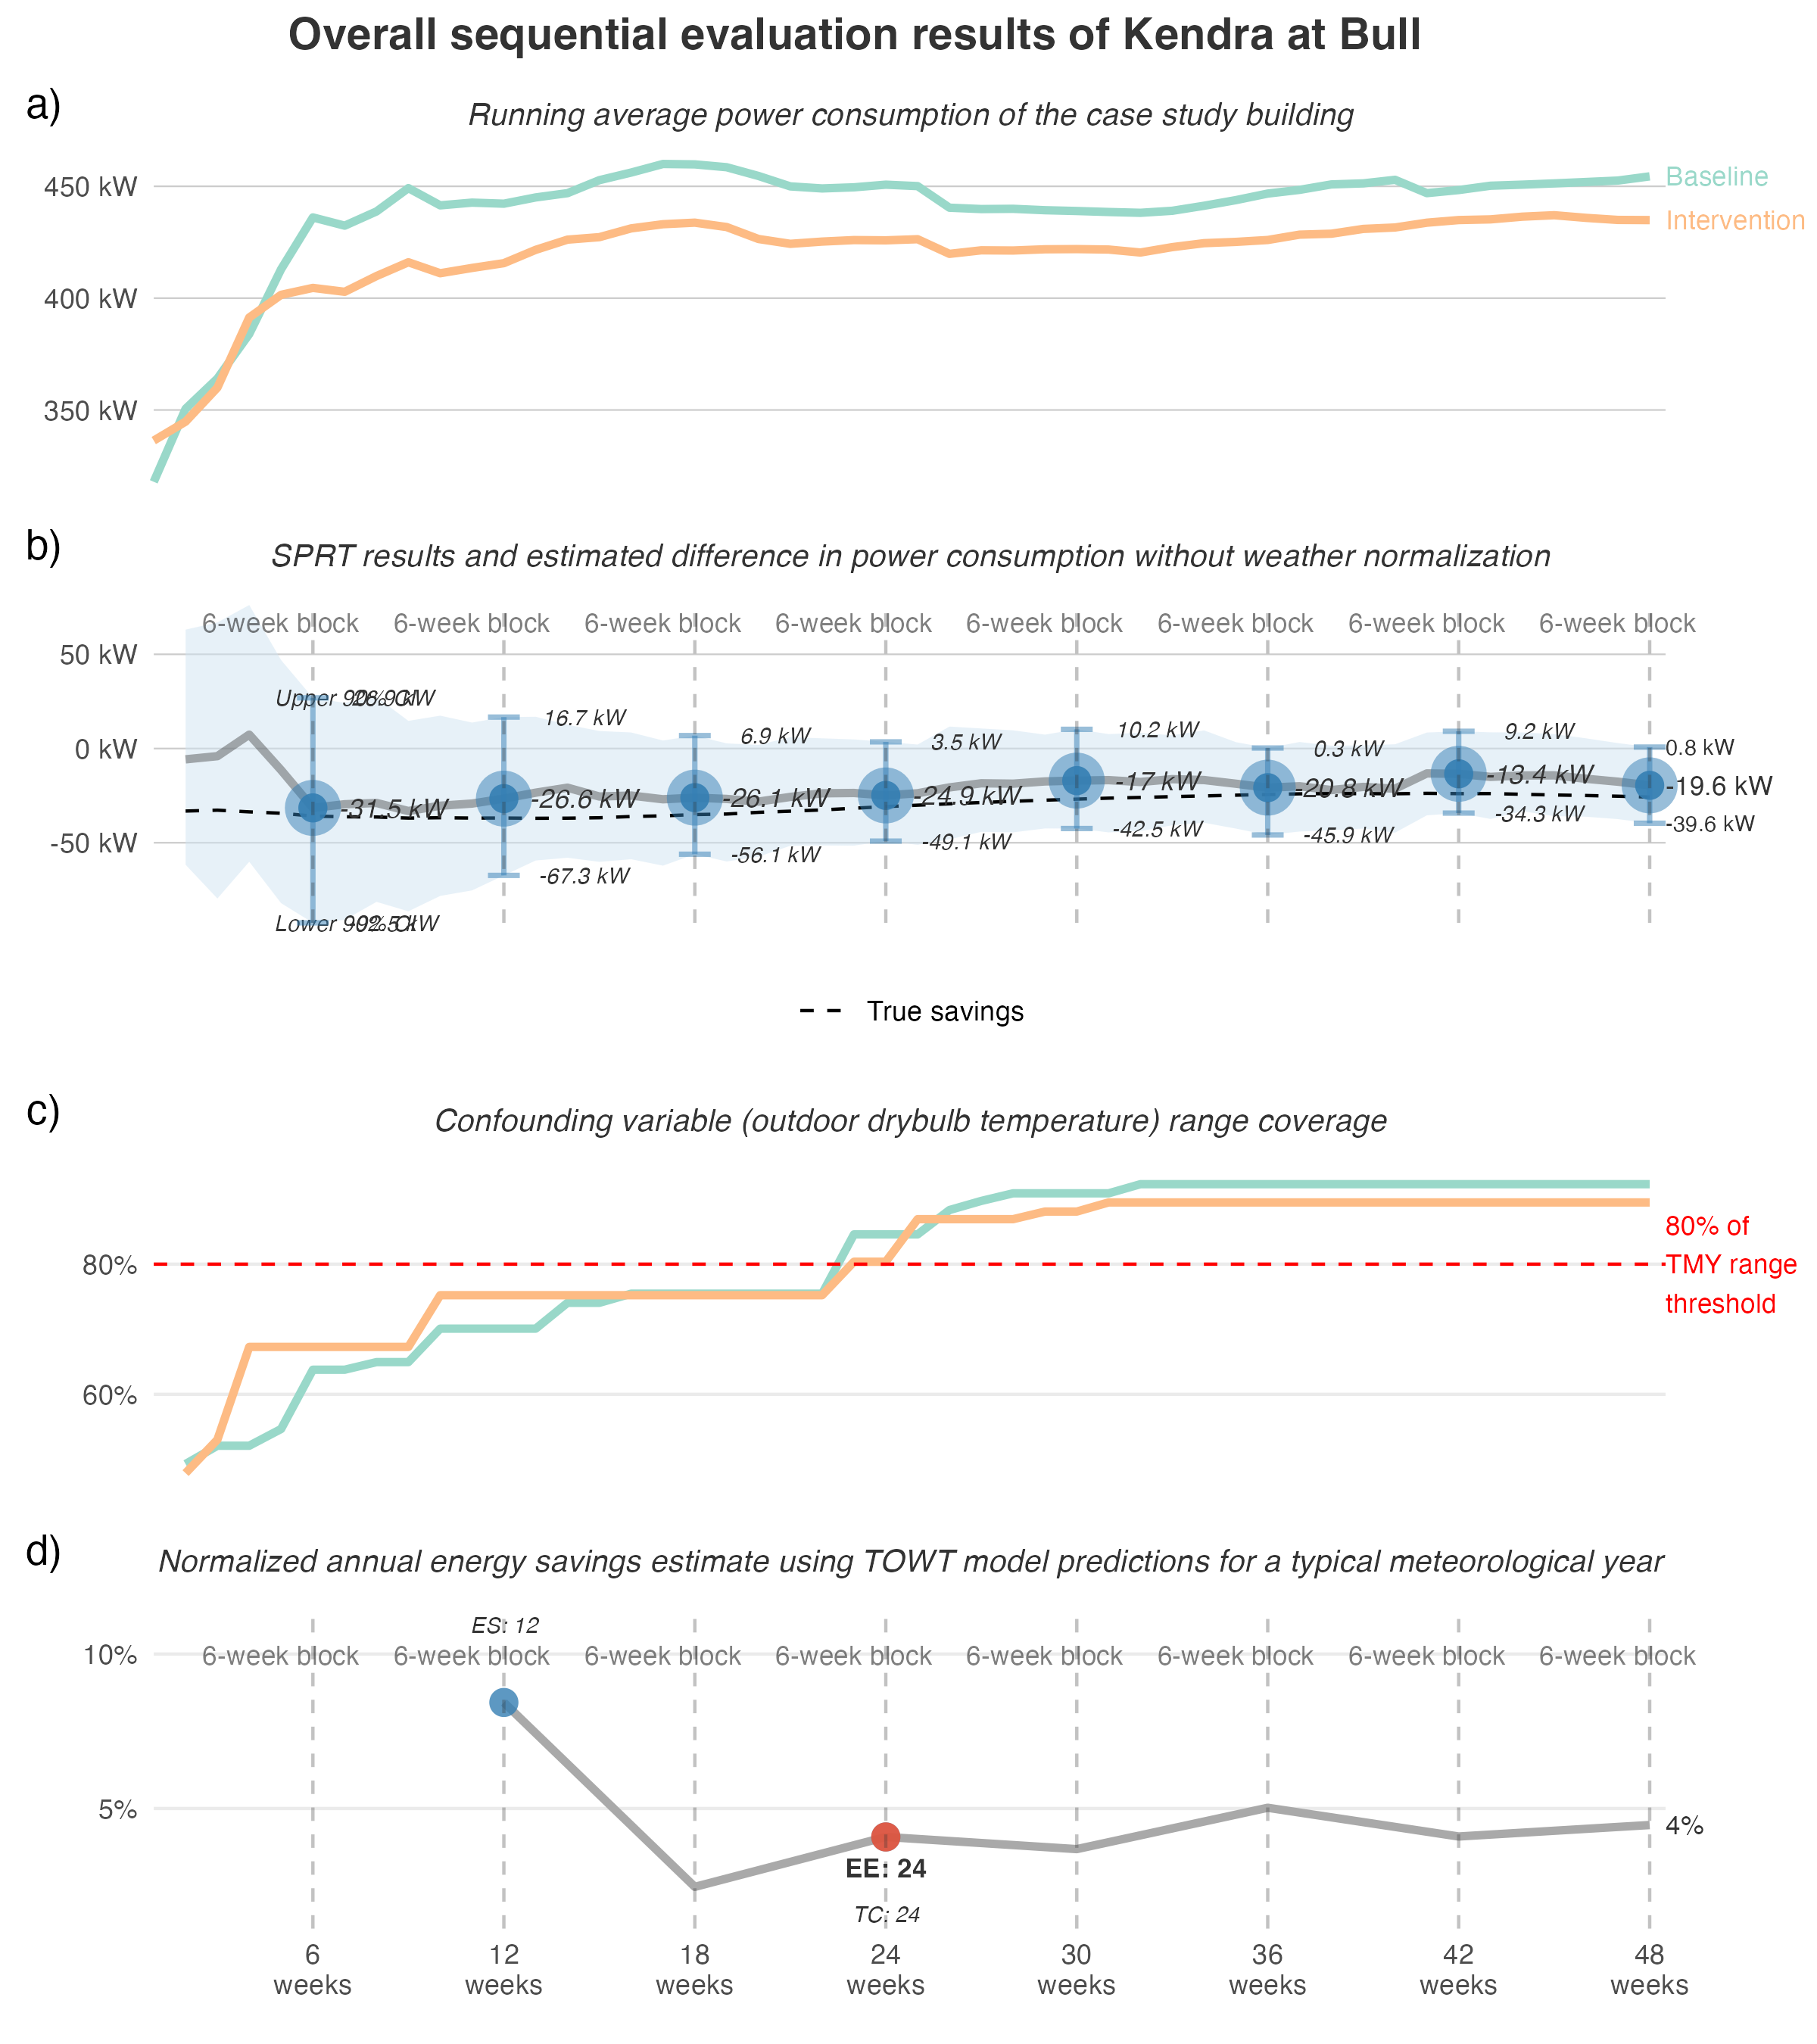 Overall sequential evaluation results of Kendra at Bull
a)
Running average power consumption of the case study building
450 kW
400 kW
350 kW
Baseline
Intervention
b)
SPRT results and estimated difference in power consumption without weather normalization
6-week block 6-week block 6-week block 6-week block 6-week block 6-week block 6-week block 6-week block
50 kW
0 kW
-50 kW
Upper 90% CI
16.7 kW
6.9 kW
3.5 kW
10.2 kW
0.3 kW
9.2 kW
0.8 kW
-31.5 kW
-26.6 kW
-26.1 kW
-24.9 kW
-17 kW
-20.8 kW
-13.4 kW
-19.6 kW
Lower 90% CI
-92.5 kW
-67.3 kW
-56.1 kW
-49.1 kW
-42.5 kW
-45.9 kW
-34.3 kW
-39.6 kW
True savings
c)
Confounding variable (outdoor drybulb temperature) range coverage
80%
60%
80% of
TMY range
threshold
d)
Normalized annual energy savings estimate using TOWT model predictions for a typical meteorological year
ES: 12
6-week block 6-week block 6-week block 6-week block 6-week block 6-week block 6-week block 6-week block
10%
5%
4%
EE: 24
TC: 24
6 weeks
12 weeks
18 weeks
24 weeks
30 weeks
36 weeks
42 weeks
48 weeks